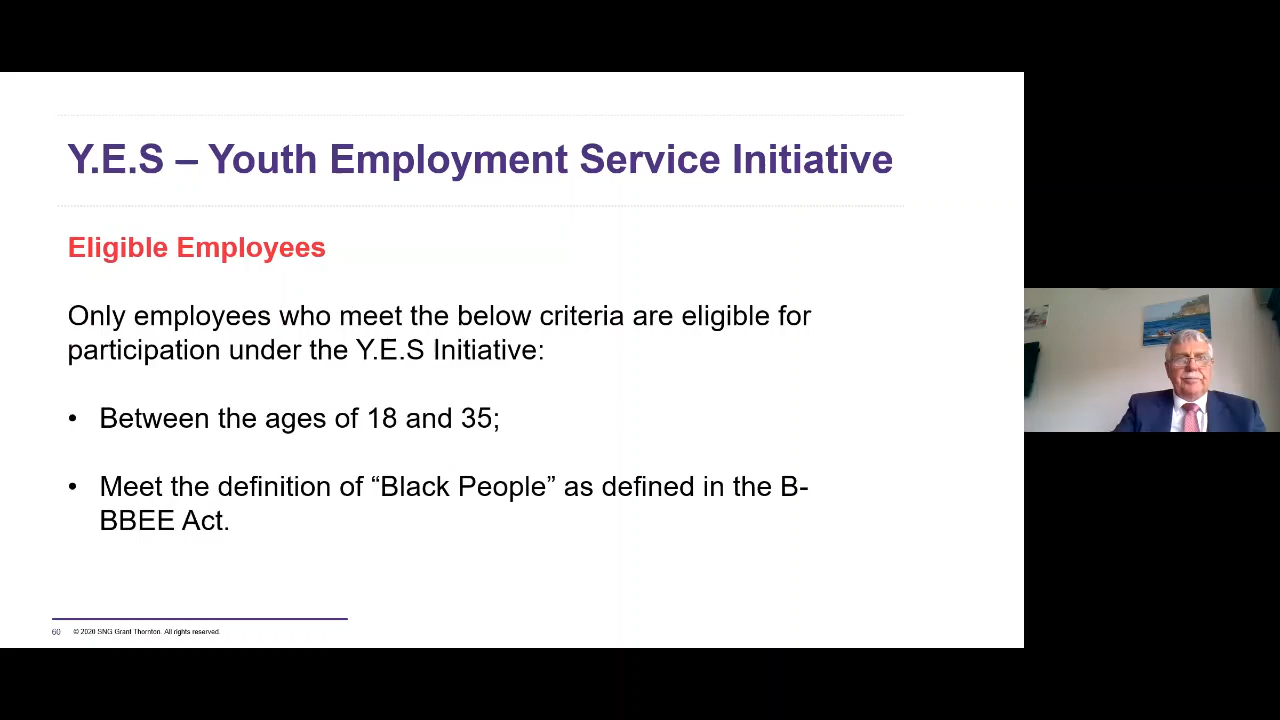 Y.E.S – Youth Employment Service Initiative
Eligible Employees
Only employees who meet the below criteria are eligible for
participation under the Y.E.S Initiative:
• Between the ages of 18 and 35;
• Meet the definition of “Black People” as defined in the B-
BBEE Act.
60 © 2020 SNG Grant Thornton. All rights reserved.